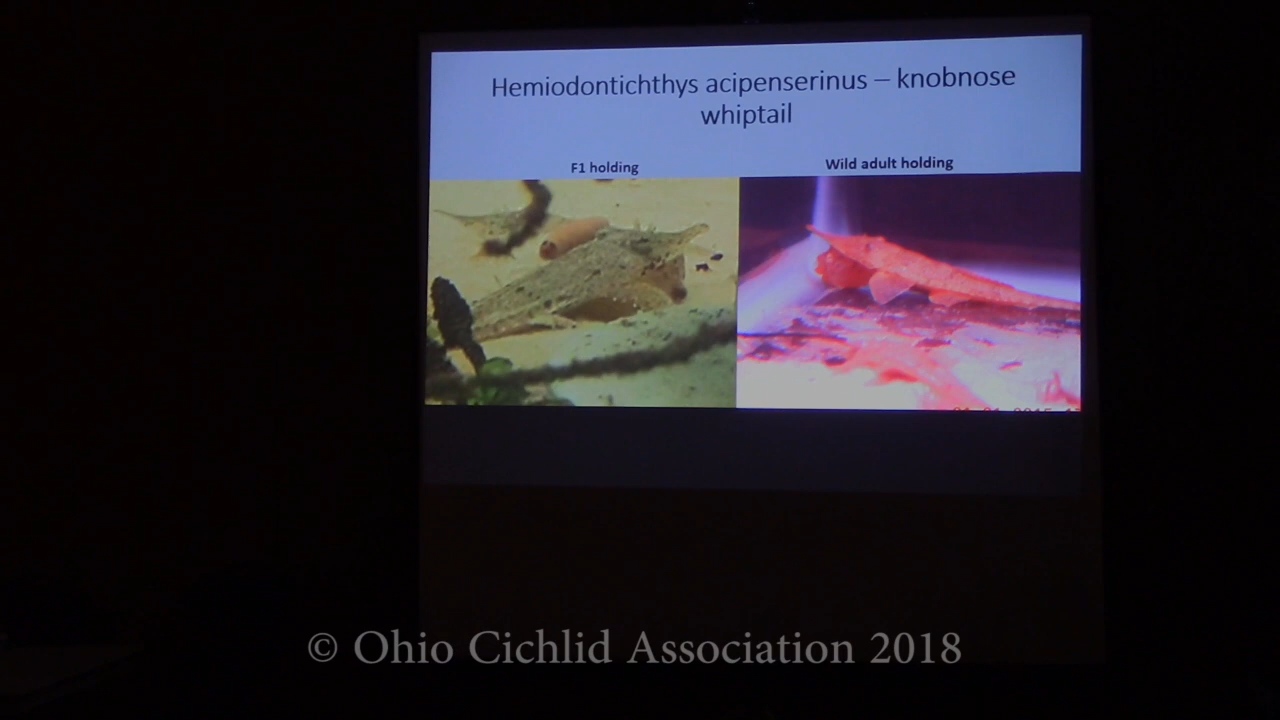 Hemiodontichthys acipenserinus – knobnose
whiptail
F1 holding
Wild adult holding
© Ohio Cichlid Association 2018